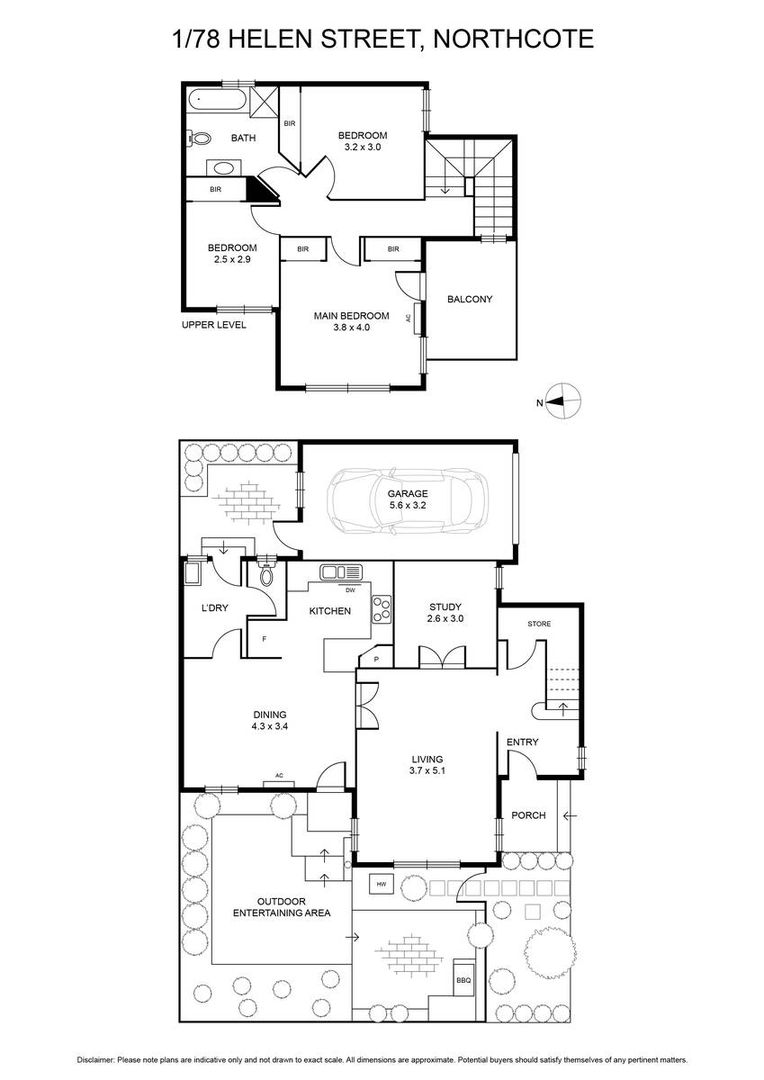 1/78 HELEN STREET, NORTHCOTE
BIR
BEDROOM
3.2 x 3.0
BATH
BIR
BEDROOM
2.5 x 2.9
BIR
BIR
MAIN BEDROOM
3.8 x 4.0
AC
BALCONY
UPPER LEVEL
N
GARAGE
5.6 x 3.2
L'DRY
F
KITCHEN
DW
P
STUDY
2.6 x 3.0
STORE
DINING
4.3 x 3.4
AC
LIVING
3.7 x 5.1
ENTRY
PORCH
OUTDOOR
ENTERTAINING AREA
HW
BBQ
Disclaimer: Please note plans are indicative only and not drawn to exact scale. All dimensions are approximate. Potential buyers should satisfy themselves of any pertinent matters.